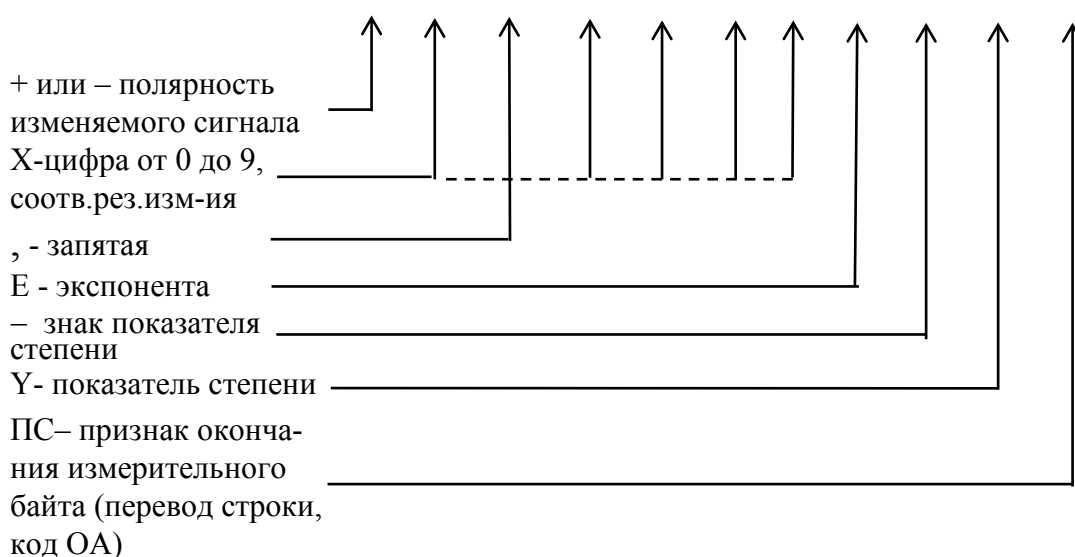 + или – полярность
изменяемого сигнала
Х-цифра от 0 до 9,
соотв.рез.изм-ия
, - запятая
Е - экспонента
– знак показателя
степени
Y- показатель степени
ПС– признак оконча-
ния измерительного
байта (перевод строки,
код ОА)